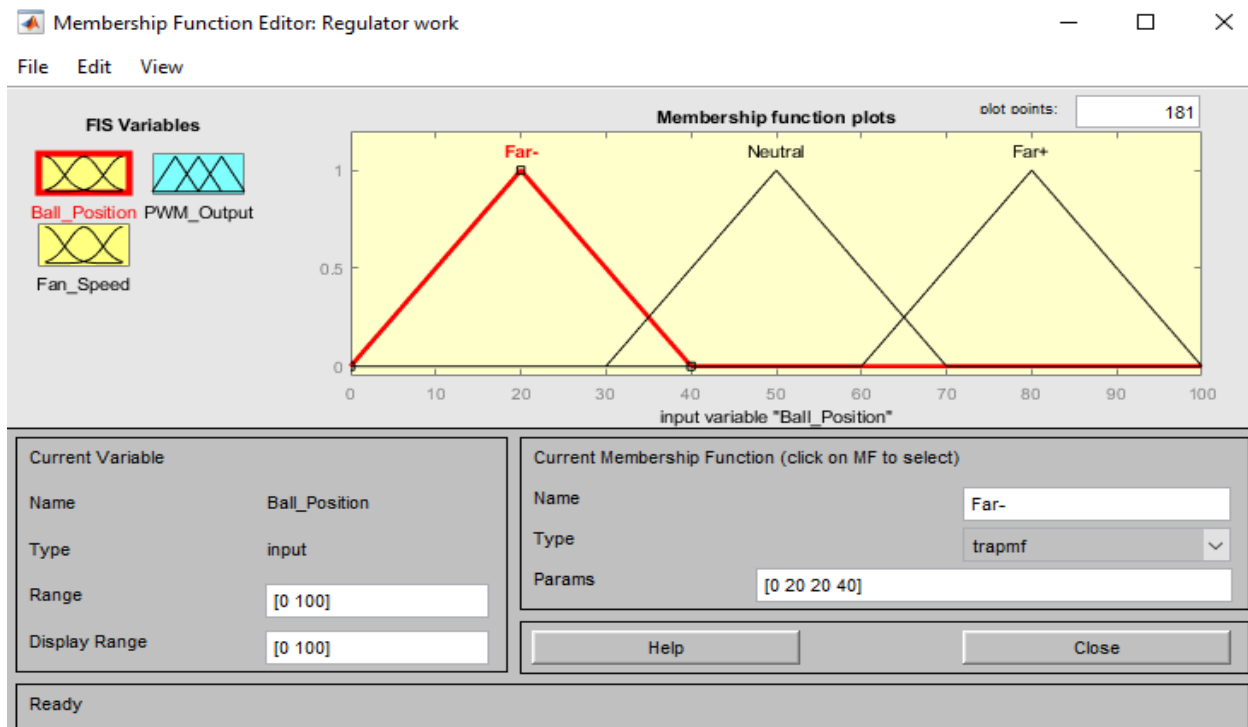 Membership Function Editor: Regulator work
File Edit View
FIS Variables
Ball_Position PWM_Output
Fan_Speed
Membership function plots
plot points: 181
Far- Neutral Far+
1
0.5
0
0 10 20 30 40 50 60 70 80 90 100
input variable "Ball_Position"
Current Variable
Name Ball_Position
Type input
Range [0 100]
Display Range [0 100]
Current Membership Function (click on MF to select)
Name Far-
Type trapmf
Params [0 20 20 40]
Help Close
Ready